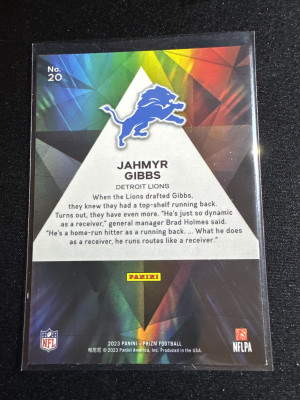 No.
20
JAHMYR
GIBBS
DETROIT LIONS
When the Lions drafted Gibbs,
they knew they had a top-shelf running back.
Turns out, they have even more. "He's just so dynamic
as a receiver," general manager Brad Holmes said.
"He's a home-run hitter as a running back. ... What he does
as a receiver, he runs routes like a receiver."
PANINI
NFL
2023 PANINI – PRIZM FOOTBALL
© 2023 Panini America, Inc. Produced in the USA.
NFLPA